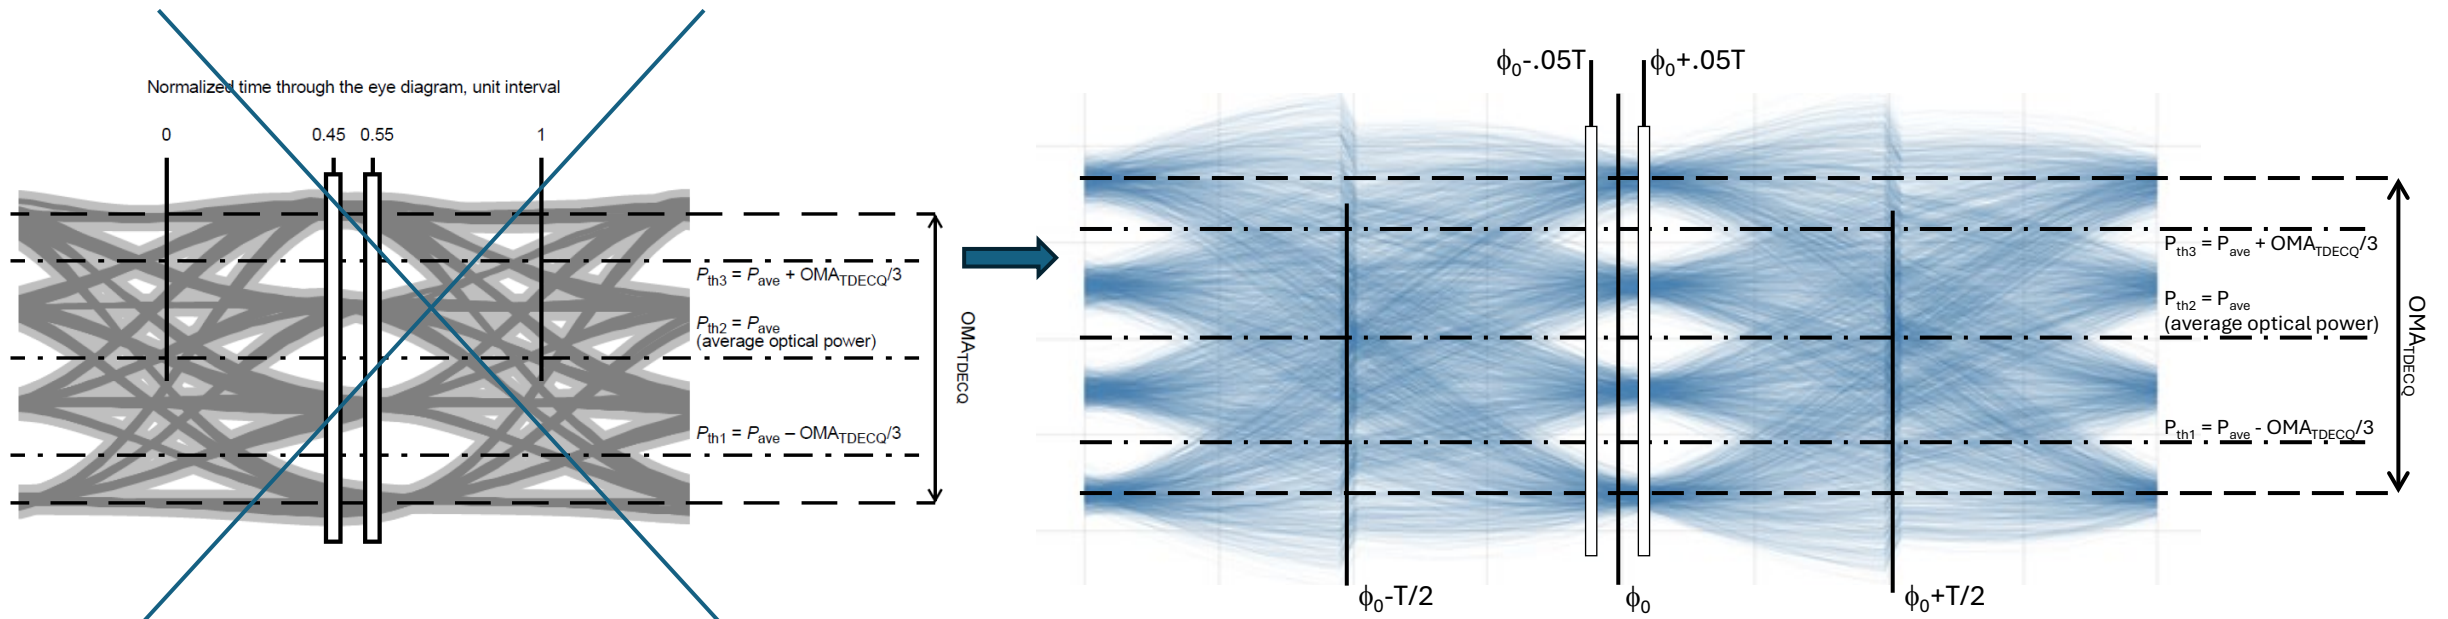 Normalized time through the eye diagram, unit interval
0
0.45
0.55
1
Pth3 = Pave + OMATDECQ/3
Pth2 = Pave
(average optical power)
Pth1 = Pave – OMATDECQ/3
OMATDECQ
ϕ0-.05T
ϕ0+.05T
Pth3 = Pave + OMATDECQ/3
Pth2 = Pave
(average optical power)
Pth1 = Pave - OMATDECQ/3
OMATDECQ
ϕ0-T/2
ϕ0
ϕ0+T/2